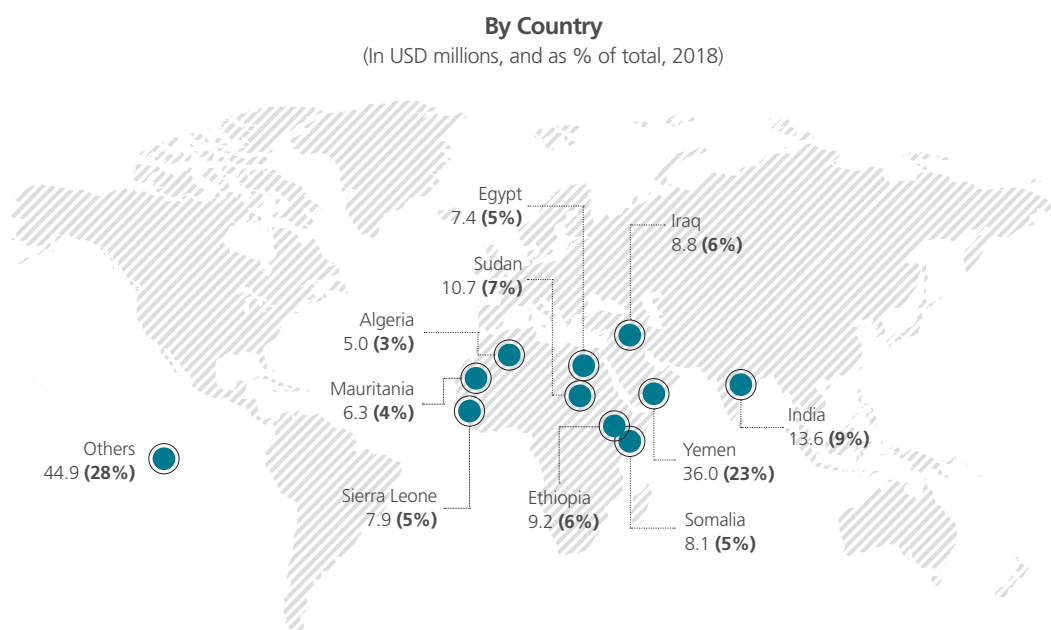 By Country
(In USD millions, and as % of total, 2018)
Egypt
7.4 (5%)
Iraq
8.8 (6%)
Sudan
10.7 (7%)
Algeria
5.0 (3%)
Mauritania
6.3 (4%)
India
13.6 (9%)
Others
44.9 (28%)
Yemen
36.0 (23%)
Sierra Leone
7.9 (5%)
Ethiopia
9.2 (6%)
Somalia
8.1 (5%)